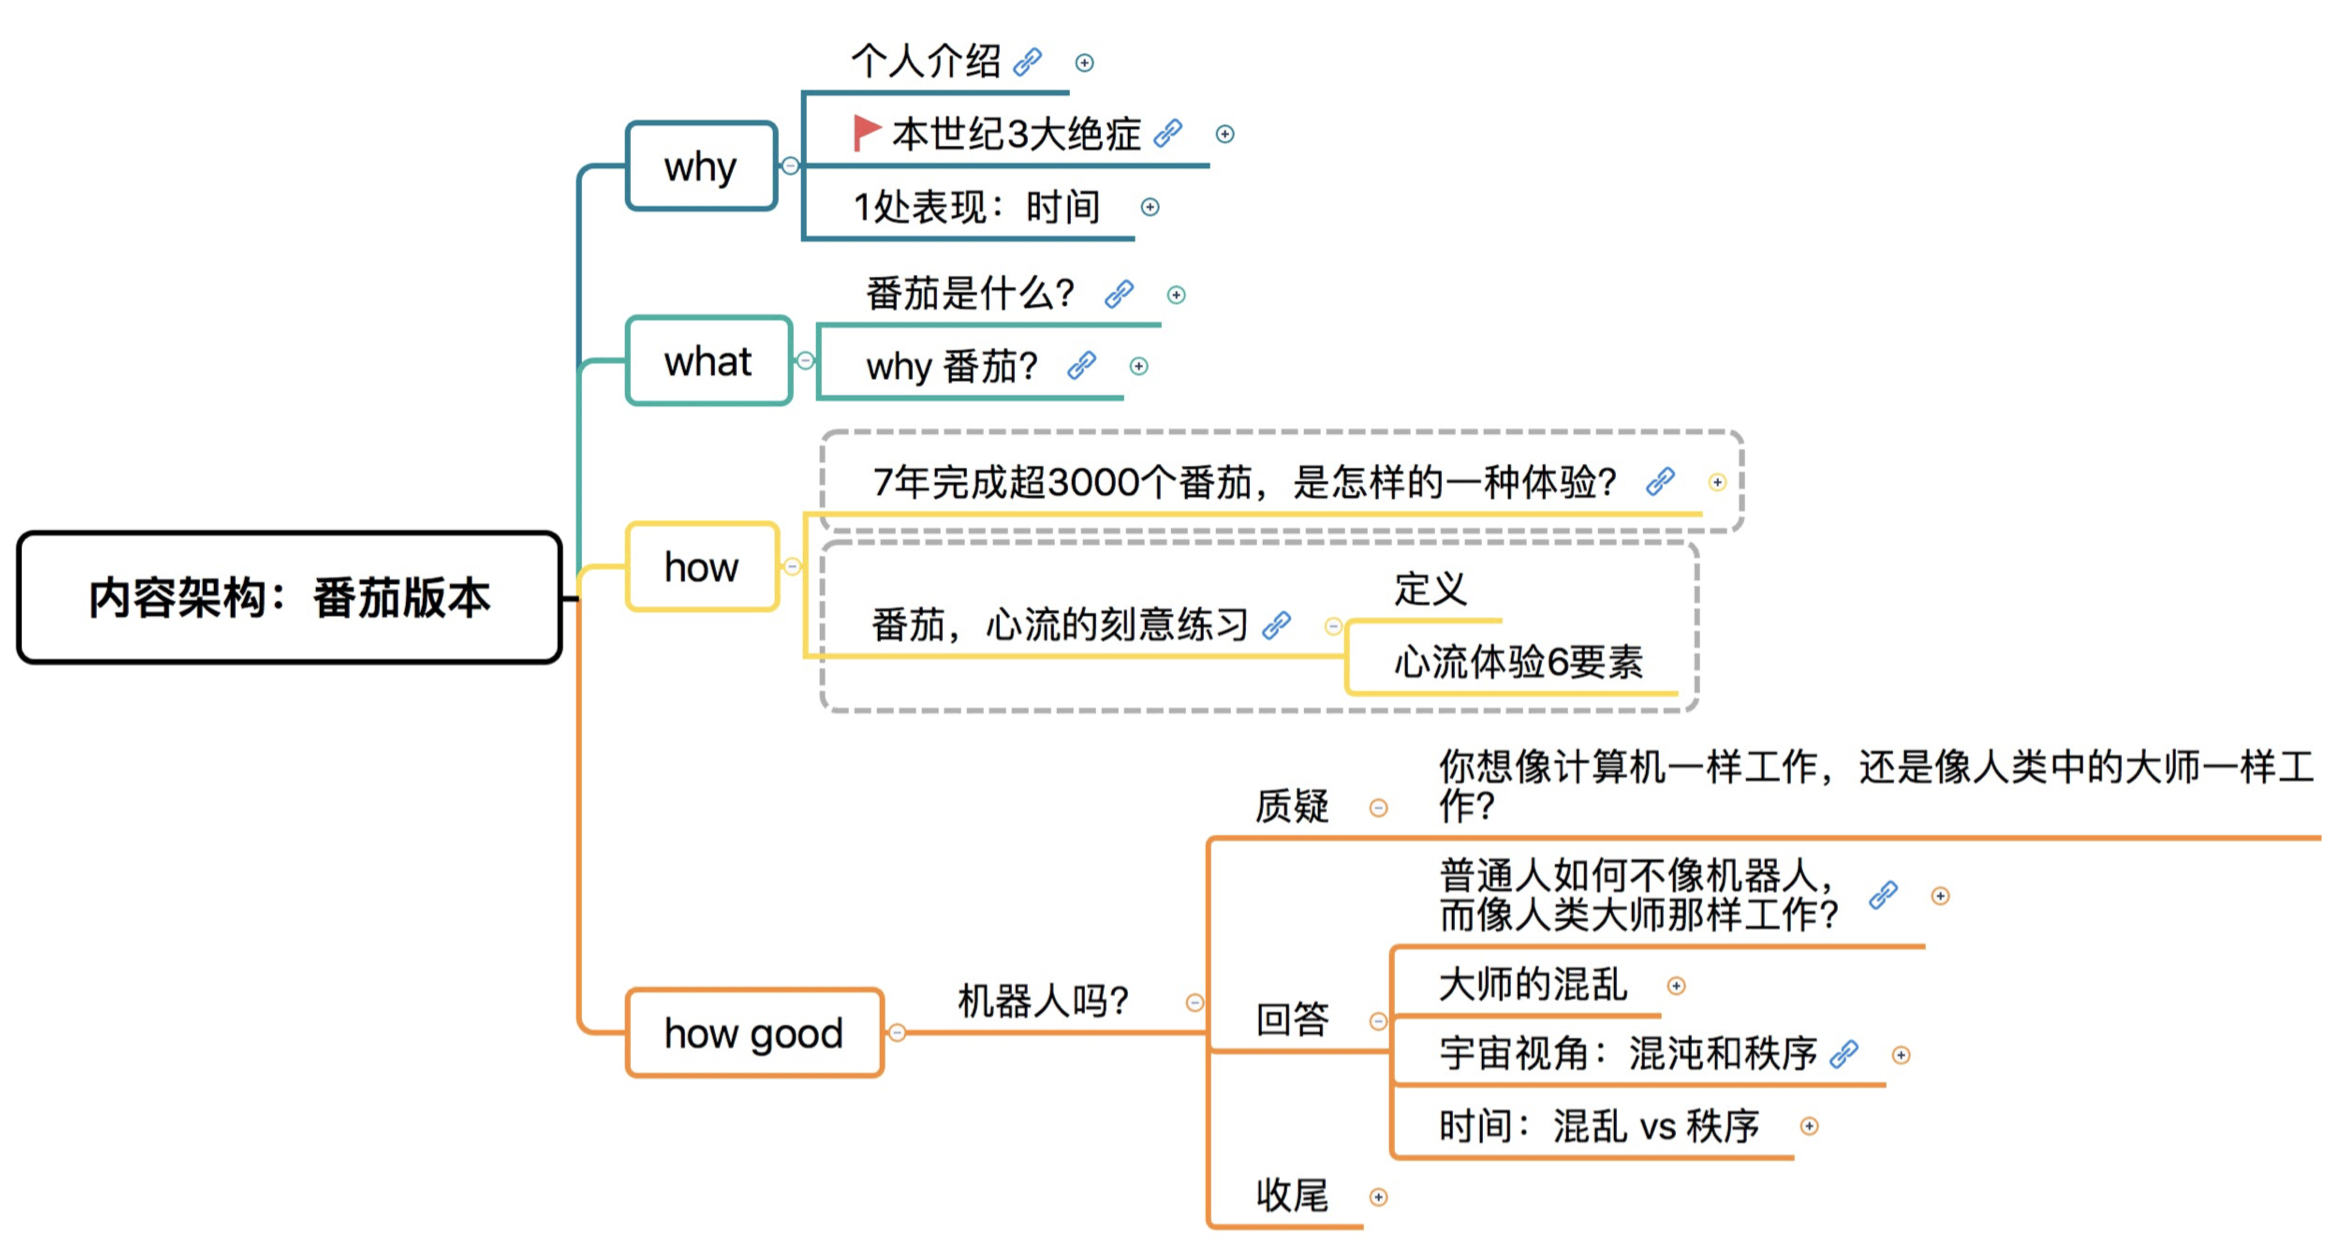 个人介绍
本世纪3大绝症
why
1处表现：时间
番茄是什么？
what
why 番茄？
7年完成超3000个番茄，是怎样的一种体验？
how
定义
内容架构：番茄版本
番茄，心流的刻意练习
心流体验6要素
你想像计算机一样工作，还是像人类中的大师一样工
作？
质疑
普通人如何不像机器人，
而像人类大师那样工作？
大师的混乱
机器人吗？
回答
how good
宇宙视角：混沌和秩序
时间：混乱 vs 秩序
收尾